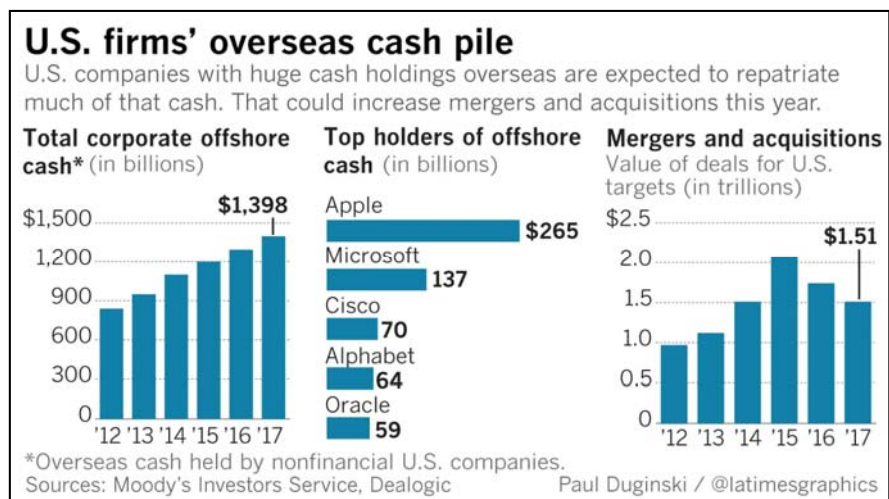 U.S. firms’ overseas cash pile
U.S. companies with huge cash holdings overseas are expected to repatriate
much of that cash. That could increase mergers and acquisitions this year.
Total corporate offshore
cash* (in billions)
$1,398
$1,500
1,200
900
600
300
0
’12 ’13 ’14 ’15 ’16 ’17
Top holders of offshore
cash (in billions)
Apple
$265
Microsoft
137
Cisco
70
Alphabet
64
Oracle
59
Mergers and acquisitions
Value of deals for U.S.
targets (in trillions)
$2.5
$1.51
2.0
1.5
1.0
0.5
0
’12 ’13 ’14 ’15 ’16 ’17
*Overseas cash held by nonfinancial U.S. companies.
Sources: Moody’s Investors Service, Dealogic
Paul Duginski / @latimesgraphics